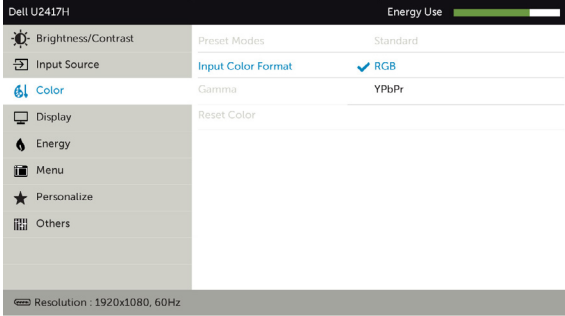 Dell U2417H Energy Use
Brightness/Contrast Preset Modes Standard
Input Source Input Color Format RGB
Color Gamma YPbPr
Display Reset Color
Energy
Menu
Personalize
Others
Resolution : 1920x1080, 60Hz